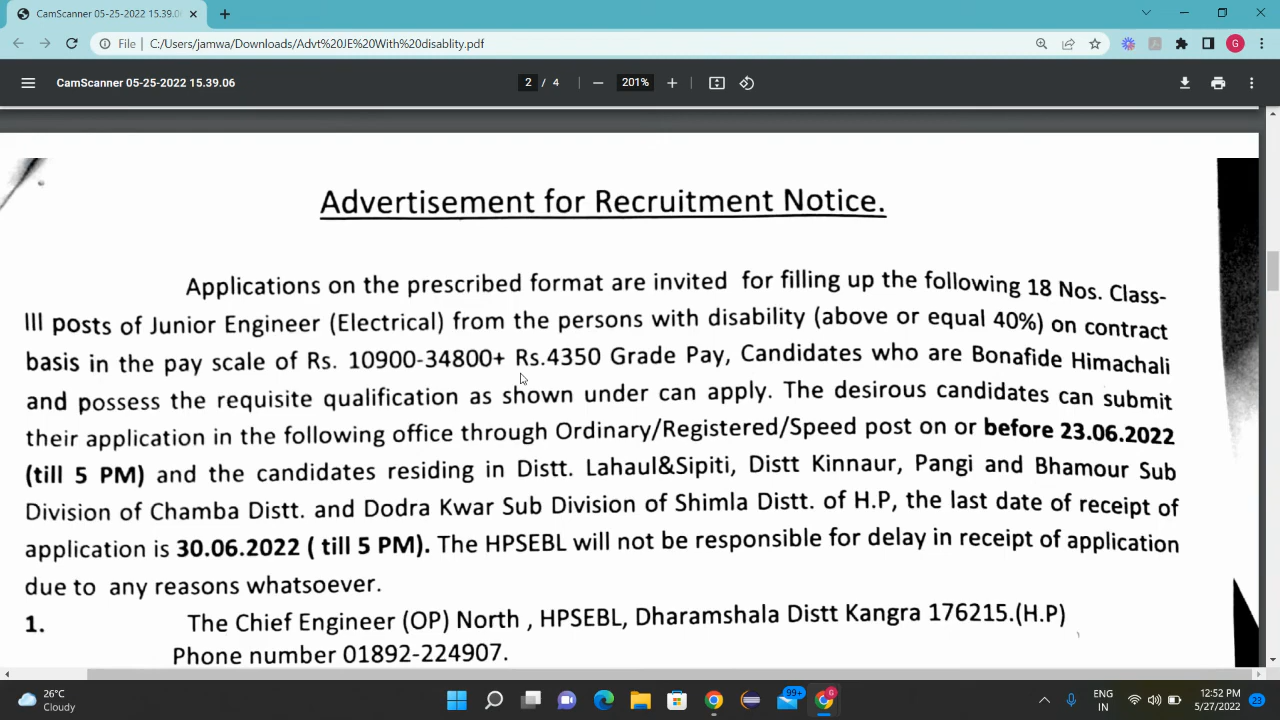 CamScanner 05-25-2022 15.39.06
File C:/Users/jamwa/Downloads/Advt%20JE%20With%20disablity.pdf
CamScanner 05-25-2022 15.39.06 2 / 4 201%
Advertisement for Recruitment Notice.
Applications on the prescribed format are invited for filling up the following 18 Nos. Class-
III posts of Junior Engineer (Electrical) from the persons with disability (above or equal 40%) on contract
basis in the pay scale of Rs. 10900-34800+ Rs.4350 Grade Pay, Candidates who are Bonafide Himachali
and possess the requisite qualification as shown under can apply. The desirous candidates can submit
their application in the following office through Ordinary/Registered/Speed post on or before 23.06.2022
(till 5 PM) and the candidates residing in Distt. Lahaul&Sipiti, Distt Kinnaur, Pangi and Bhamour Sub
Division of Chamba Distt. and Dodra Kwar Sub Division of Shimla Distt. of H.P, the last date of receipt of
application is 30.06.2022 ( till 5 PM). The HPSEBL will not be responsible for delay in receipt of application
due to any reasons whatsoever.
1. The Chief Engineer (OP) North , HPSEBL, Dharamshala Distt Kangra 176215.(H.P)
Phone number 01892-224907.
26°C
Cloudy
99+
G
G
ENG
IN
12:52 PM
5/27/2022
23